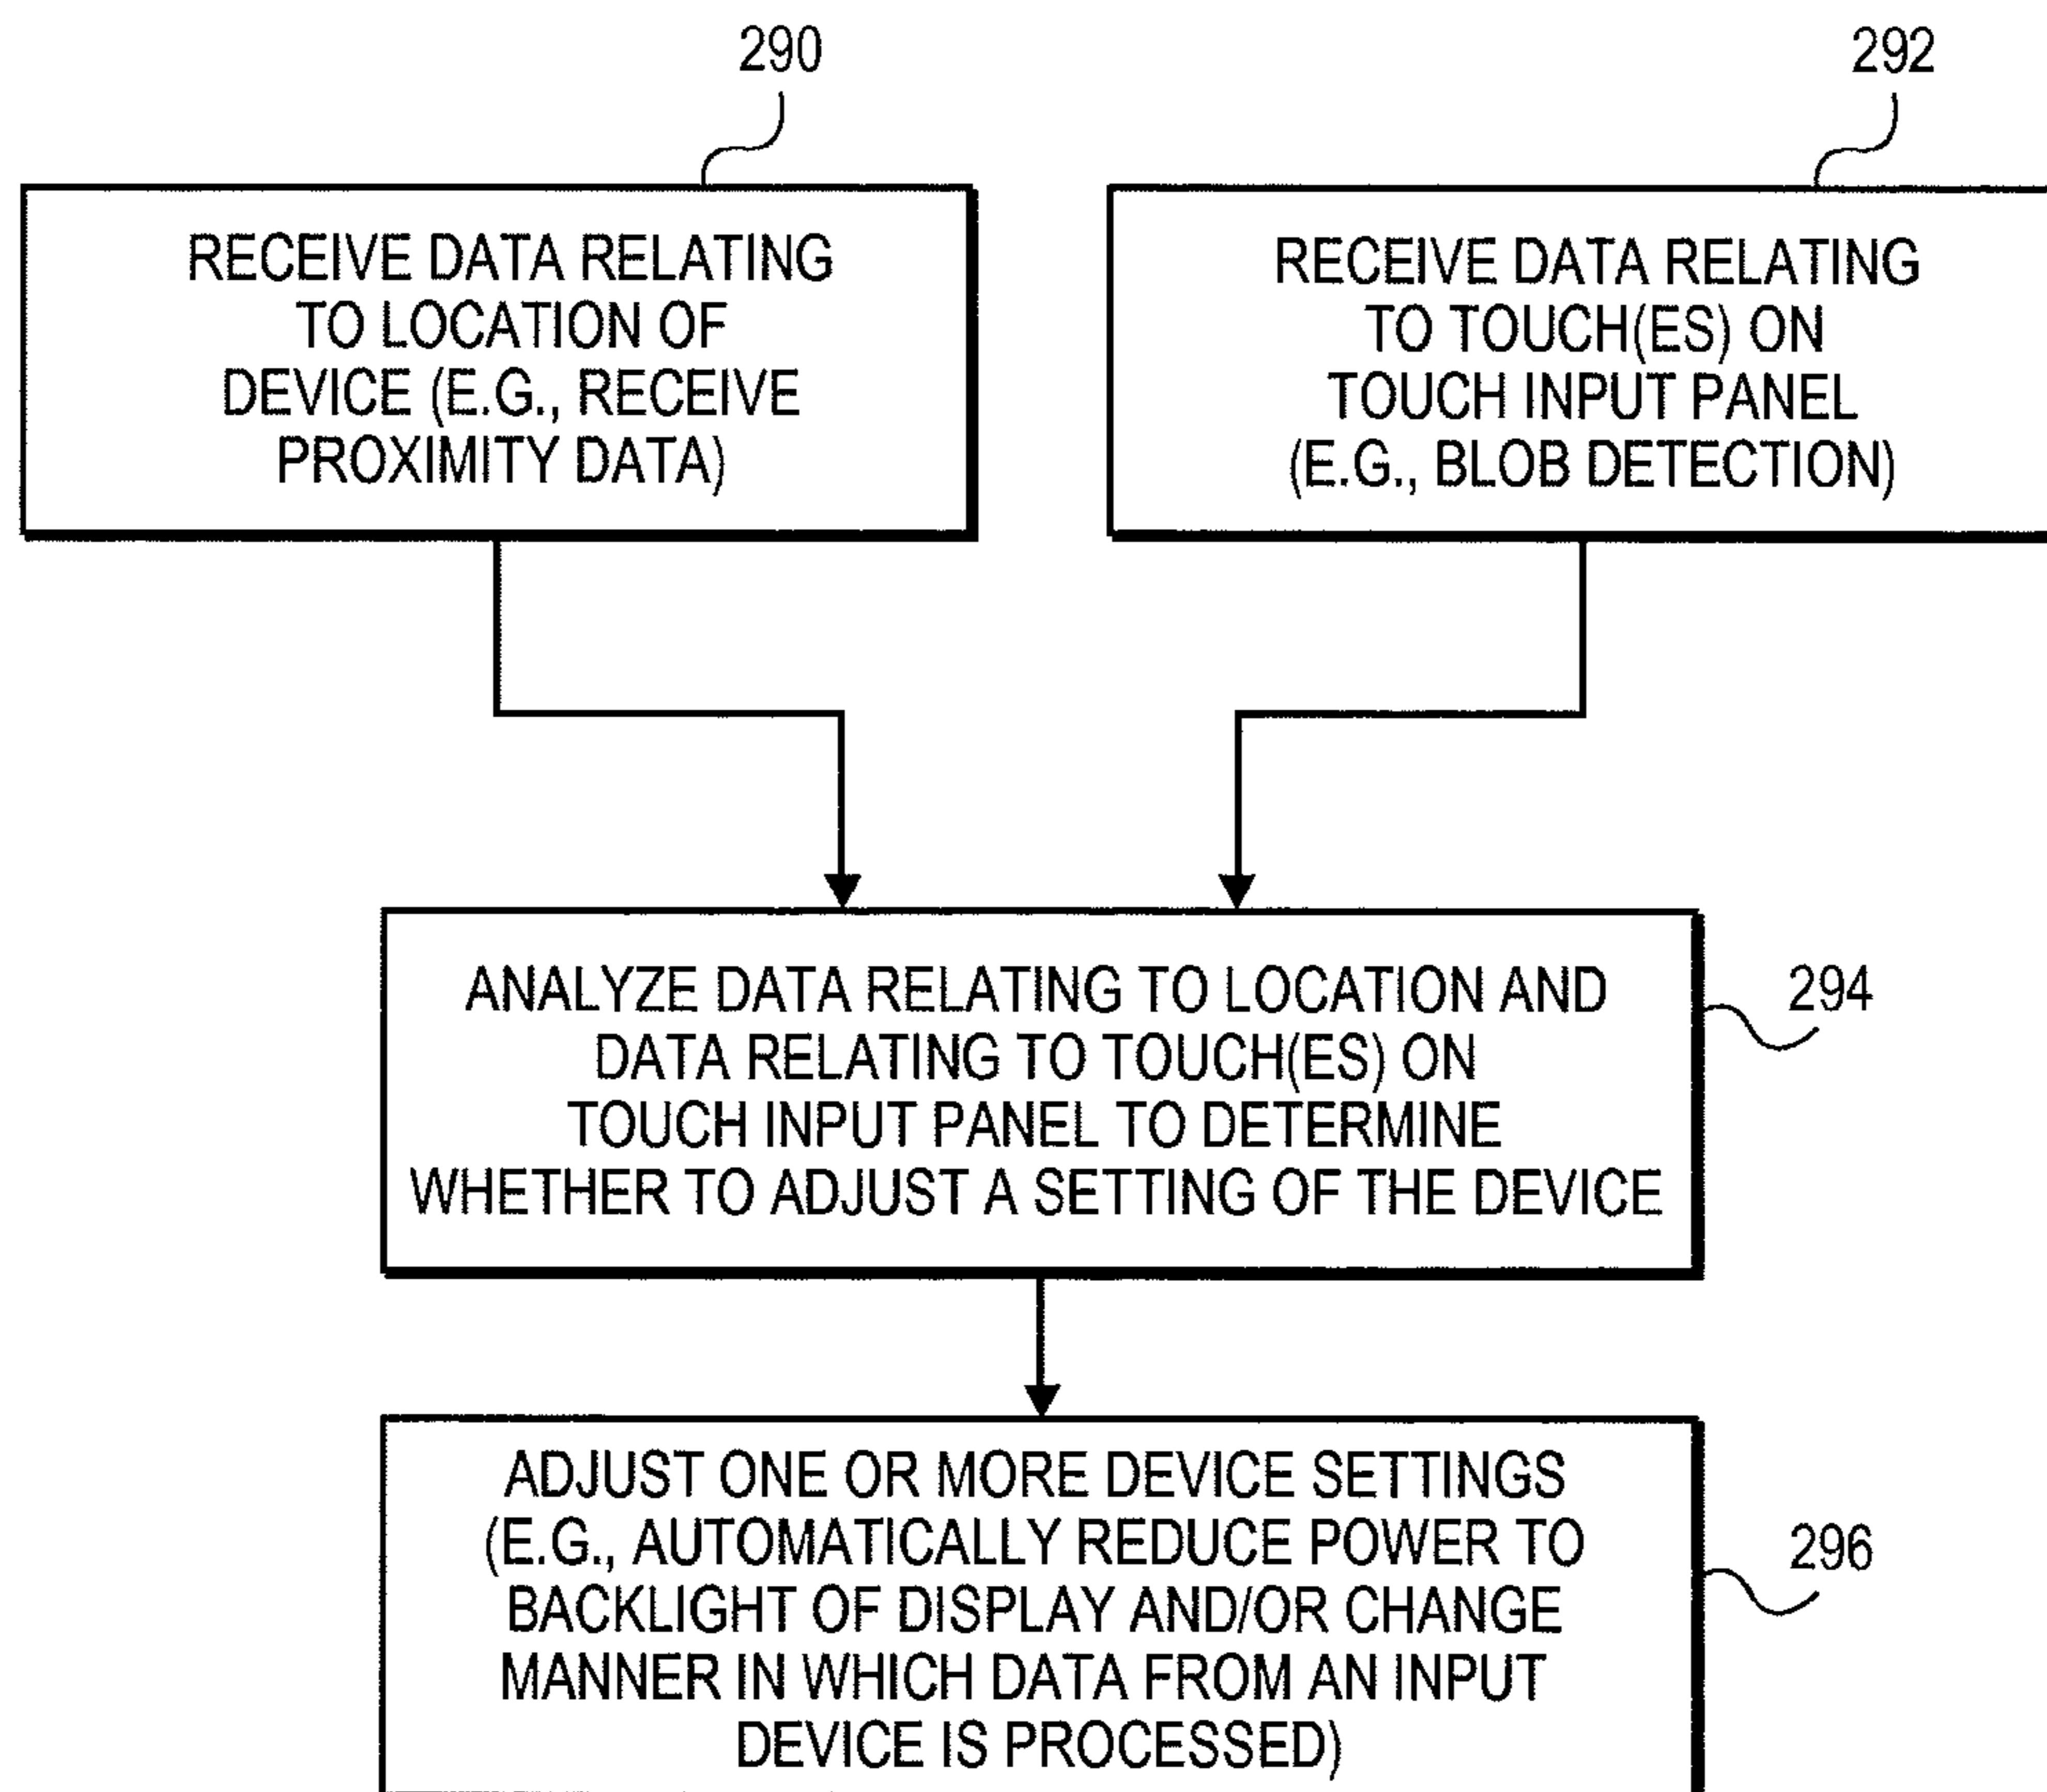 290
292
RECEIVE DATA RELATING
TO LOCATION OF
DEVICE (E.G., RECEIVE
PROXIMITY DATA)
RECEIVE DATA RELATING
TO TOUCH(ES) ON
TOUCH INPUT PANEL
(E.G., BLOB DETECTION)
ANALYZE DATA RELATING TO LOCATION AND
DATA RELATING TO TOUCH(ES) ON
TOUCH INPUT PANEL TO DETERMINE
WHETHER TO ADJUST A SETTING OF THE DEVICE
294
ADJUST ONE OR MORE DEVICE SETTINGS
(E.G., AUTOMATICALLY REDUCE POWER TO
BACKLIGHT OF DISPLAY AND/OR CHANGE
MANNER IN WHICH DATA FROM AN INPUT
DEVICE IS PROCESSED)
296